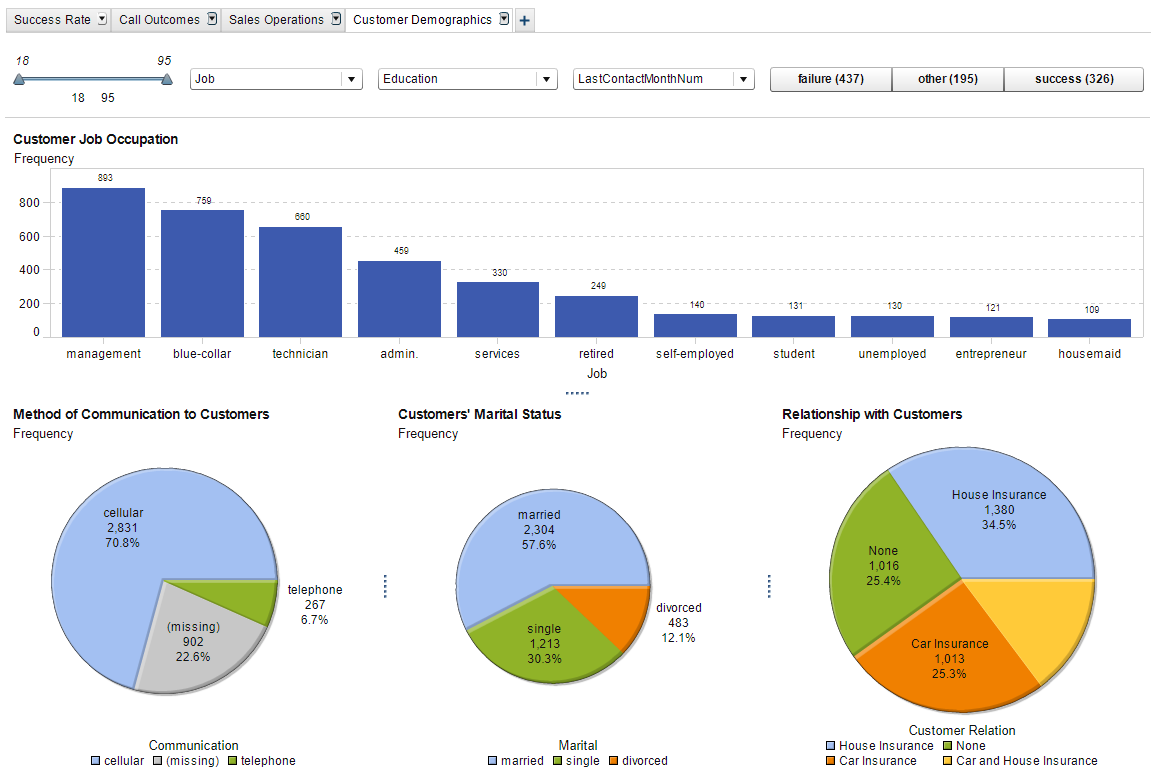 Success Rate Call Outcomes Sales Operations Customer Demographics +
18 95
18 95
Job Education LastContactMonthNum failure (437) other (195) success (326)
Customer Job Occupation
Frequency
893
759
660
459
330
249
140
131
130
121
109
800
600
400
200
0
management blue-collar technician admin. services retired self-employed student unemployed entrepreneur housemaid
Job
Method of Communication to Customers
Frequency
cellular
2,831
70.8%
telephone
267
6.7%
(missing)
902
22.6%
Communication
cellular (missing) telephone
Customers' Marital Status
Frequency
married
2,304
57.6%
divorced
483
12.1%
single
1,213
30.3%
Marital
married single divorced
Relationship with Customers
Frequency
House Insurance
1,380
34.5%
None
1,016
25.4%
Car Insurance
1,013
25.3%
Customer Relation
House Insurance None
Car Insurance Car and House Insurance